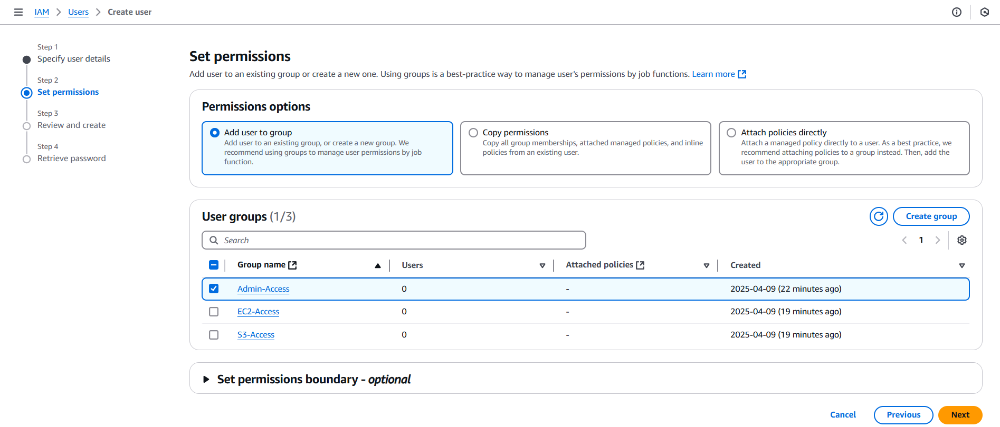 IAM > Users > Create user
Step 1
Specify user details
Step 2
Set permissions
Step 3
Review and create
Step 4
Retrieve password
Set permissions
Add user to an existing group or create a new one. Using groups is a best-practice way to manage user's permissions by job functions. Learn more
Permissions options
Add user to group
Add user to an existing group, or create a new group. We
recommend using groups to manage user permissions by job
function.
Copy permissions
Copy all group memberships, attached managed policies, and inline
policies from an existing user.
Attach policies directly
Attach a managed policy directly to a user. As a best practice, we
recommend attaching policies to a group instead. Then, add the
user to the appropriate group.
User groups (1/3)
Create group
Search
1
Group name Users Attached policies Created
Admin-Access 0 - 2025-04-09 (22 minutes ago)
EC2-Access 0 - 2025-04-09 (19 minutes ago)
S3-Access 0 - 2025-04-09 (19 minutes ago)
Set permissions boundary - optional
Cancel Previous Next